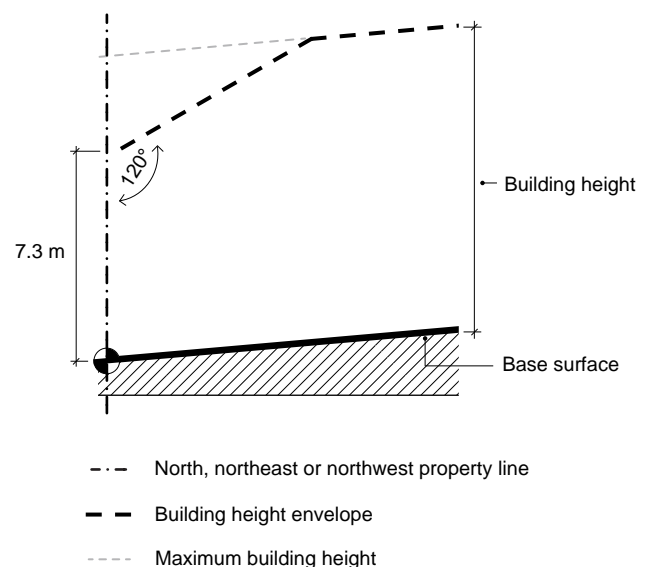 120°
Building height
7.3 m
Base surface
North, northeast or northwest property line
Building height envelope
Maximum building height